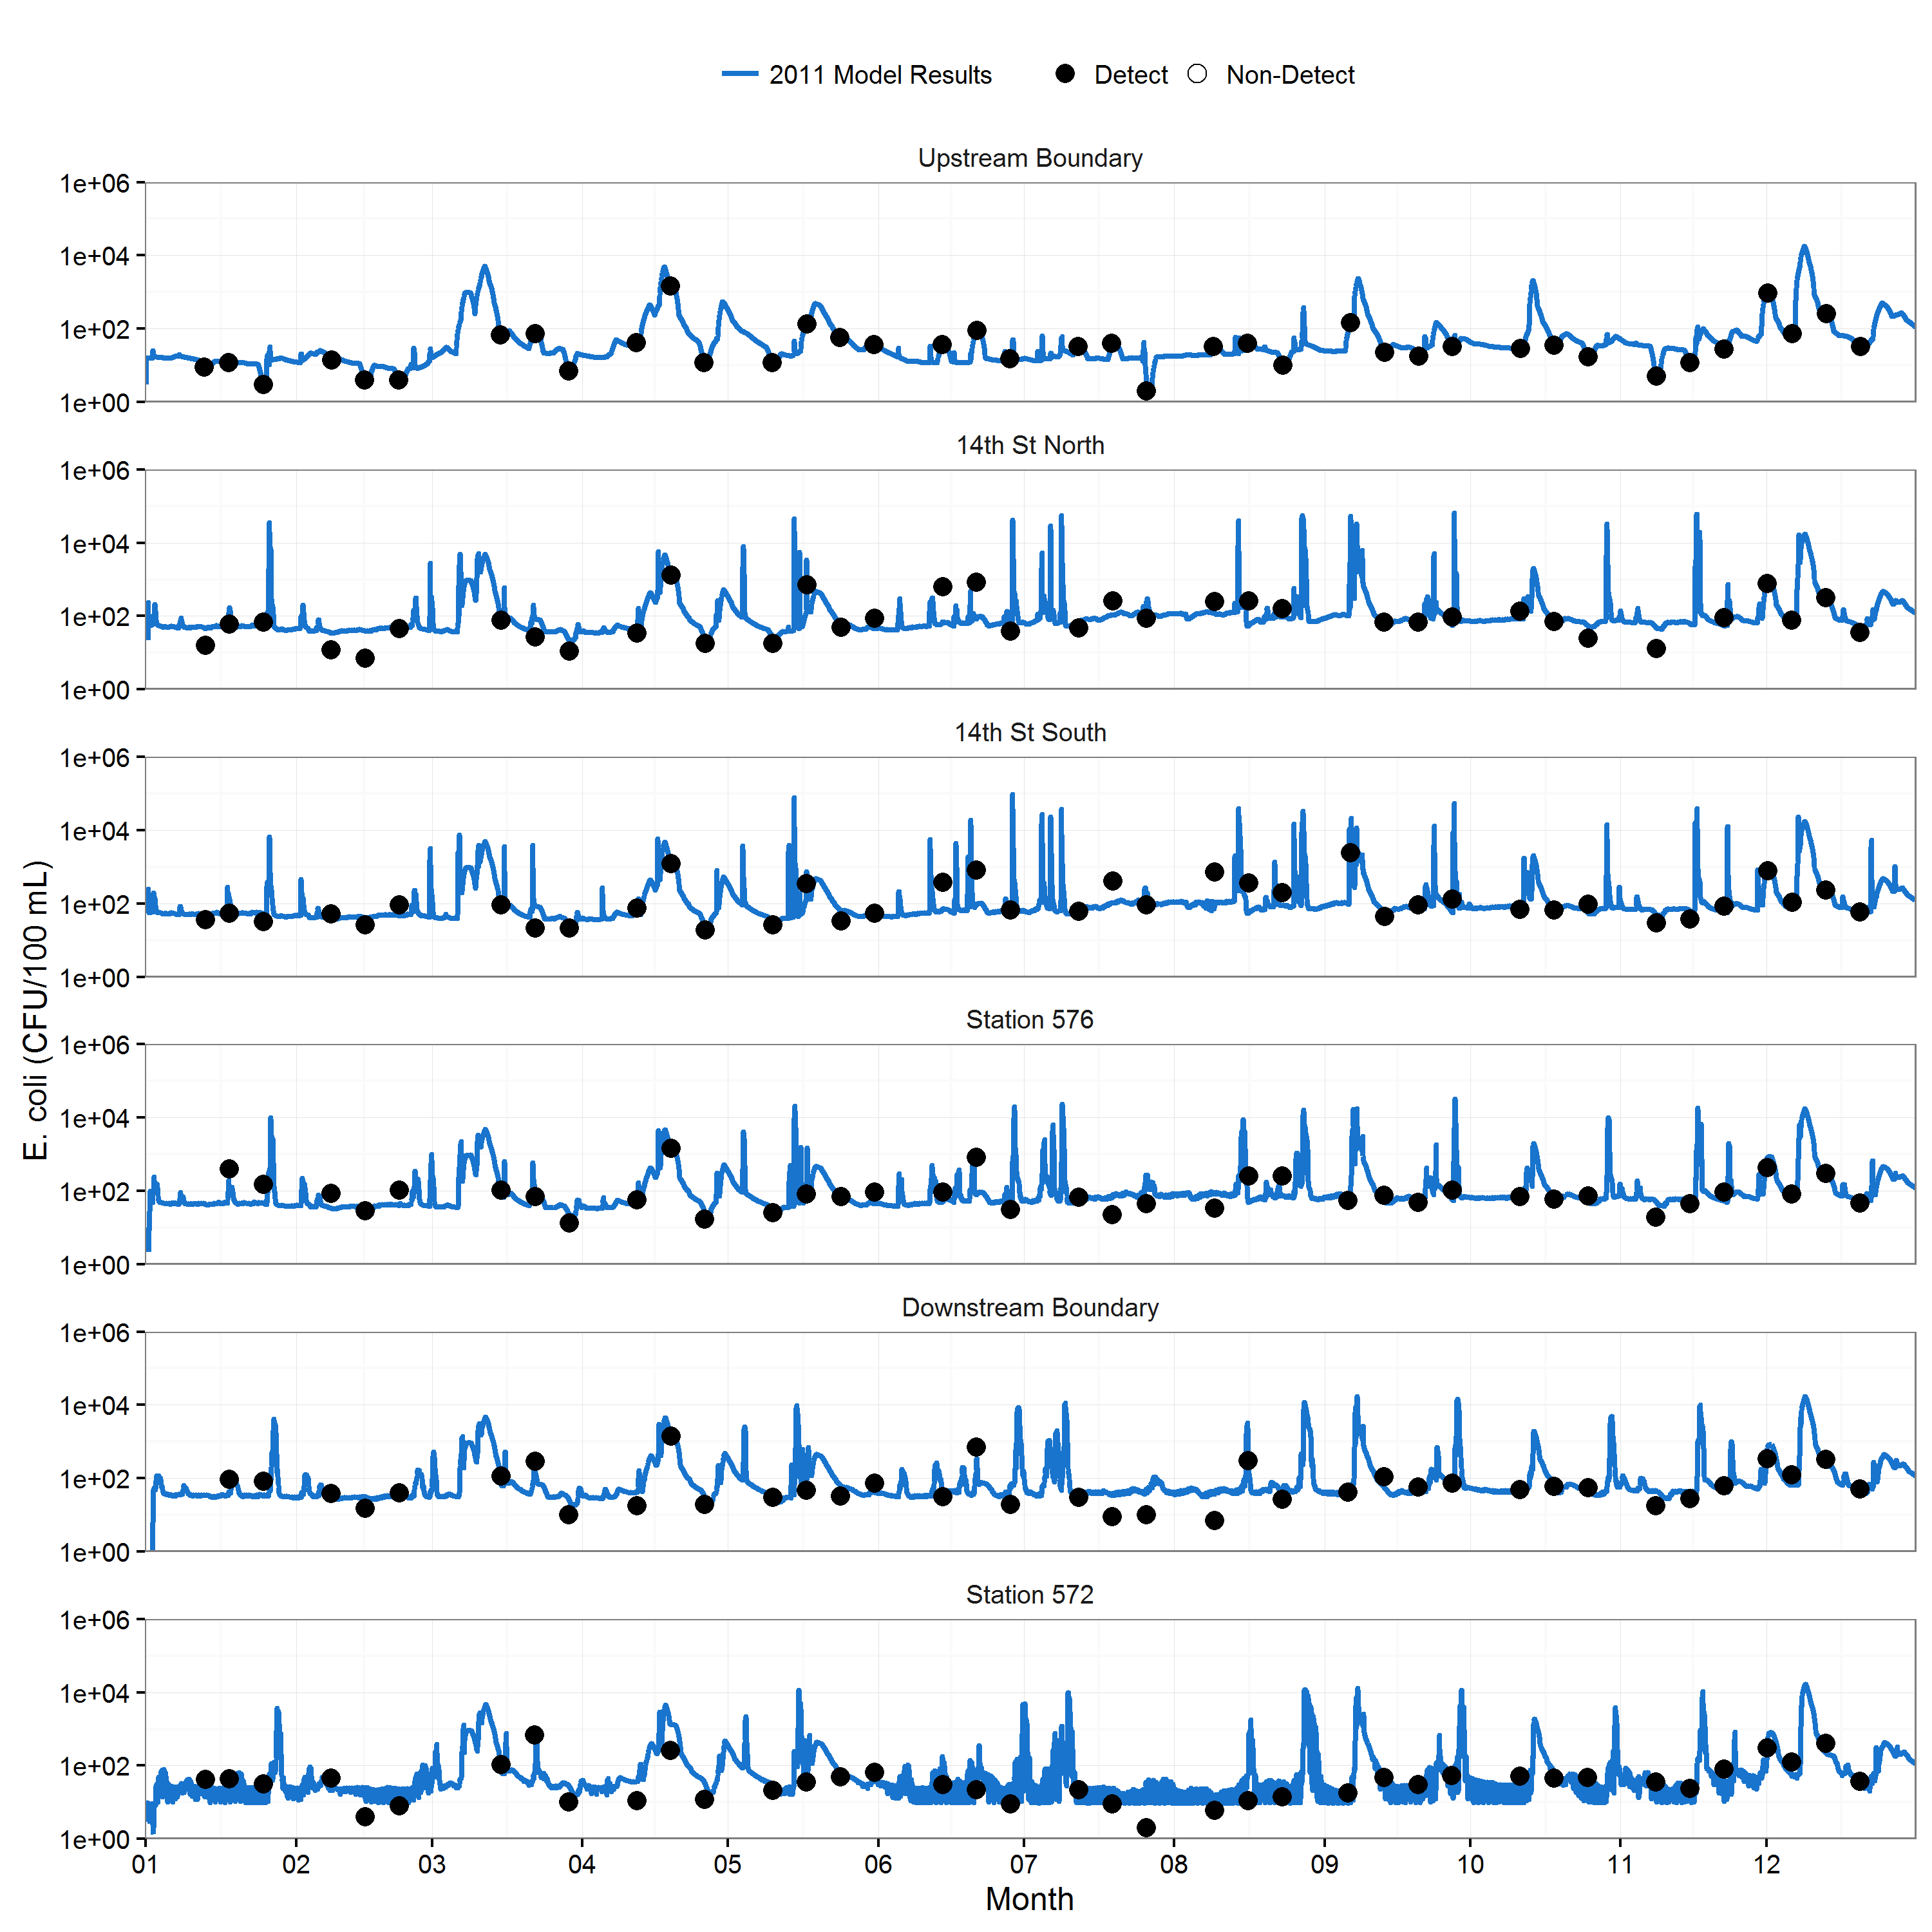 2011 Model Results Detect Non-Detect
Upstream Boundary
1e+06
1e+04
1e+02
1e+00
14th St North
1e+06
1e+04
1e+02
1e+00
14th St South
1e+06
1e+04
1e+02
1e+00
E. coli (CFU/100 mL)
Station 576
1e+06
1e+04
1e+02
1e+00
Downstream Boundary
1e+06
1e+04
1e+02
1e+00
Station 572
1e+06
1e+04
1e+02
1e+00
01 02 03 04 05 06 07 08 09 10 11 12
Month